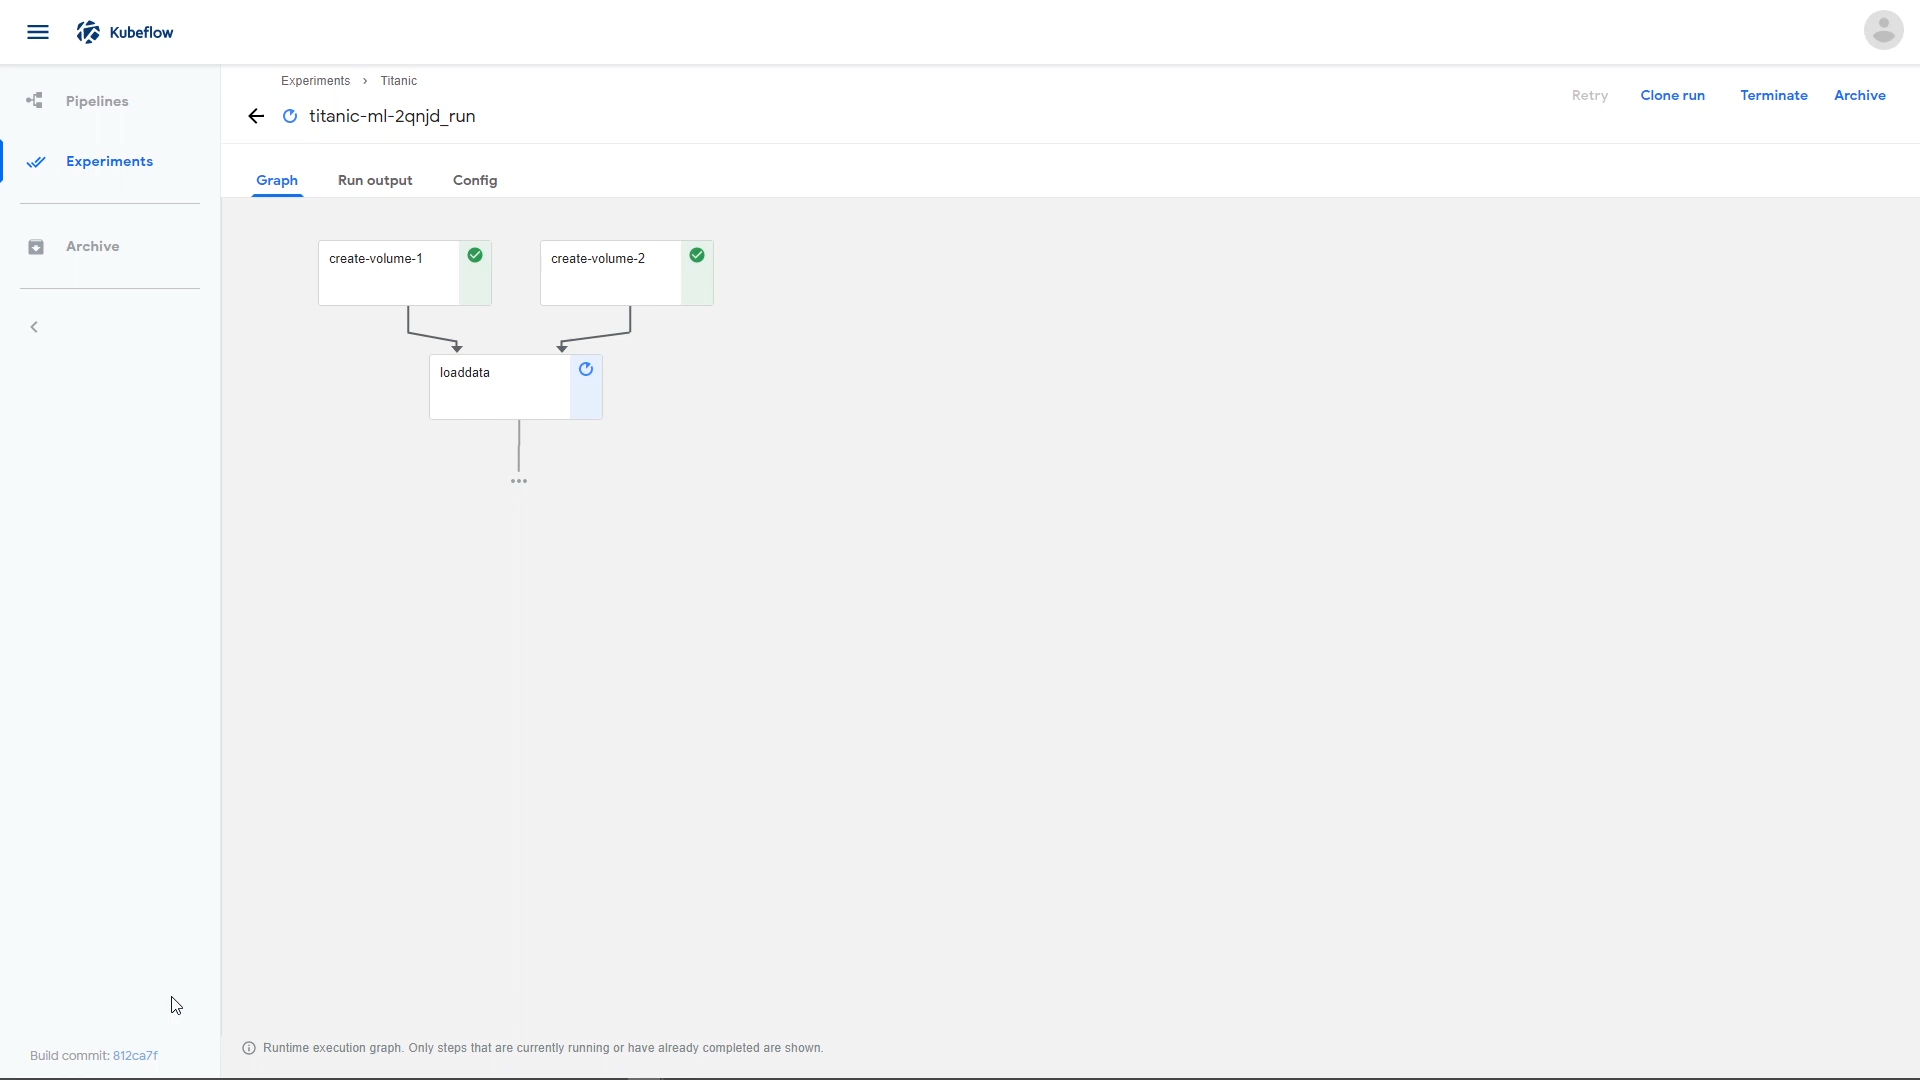 Kubeflow
Pipelines
Experiments
Archive
Build commit: 812ca7f
Experiments › Titanic
titanic-ml-2qnjd_run
Retry Clone run Terminate Archive
Graph Run output Config
create-volume-1 create-volume-2
loaddata
Runtime execution graph. Only steps that are currently running or have already completed are shown.